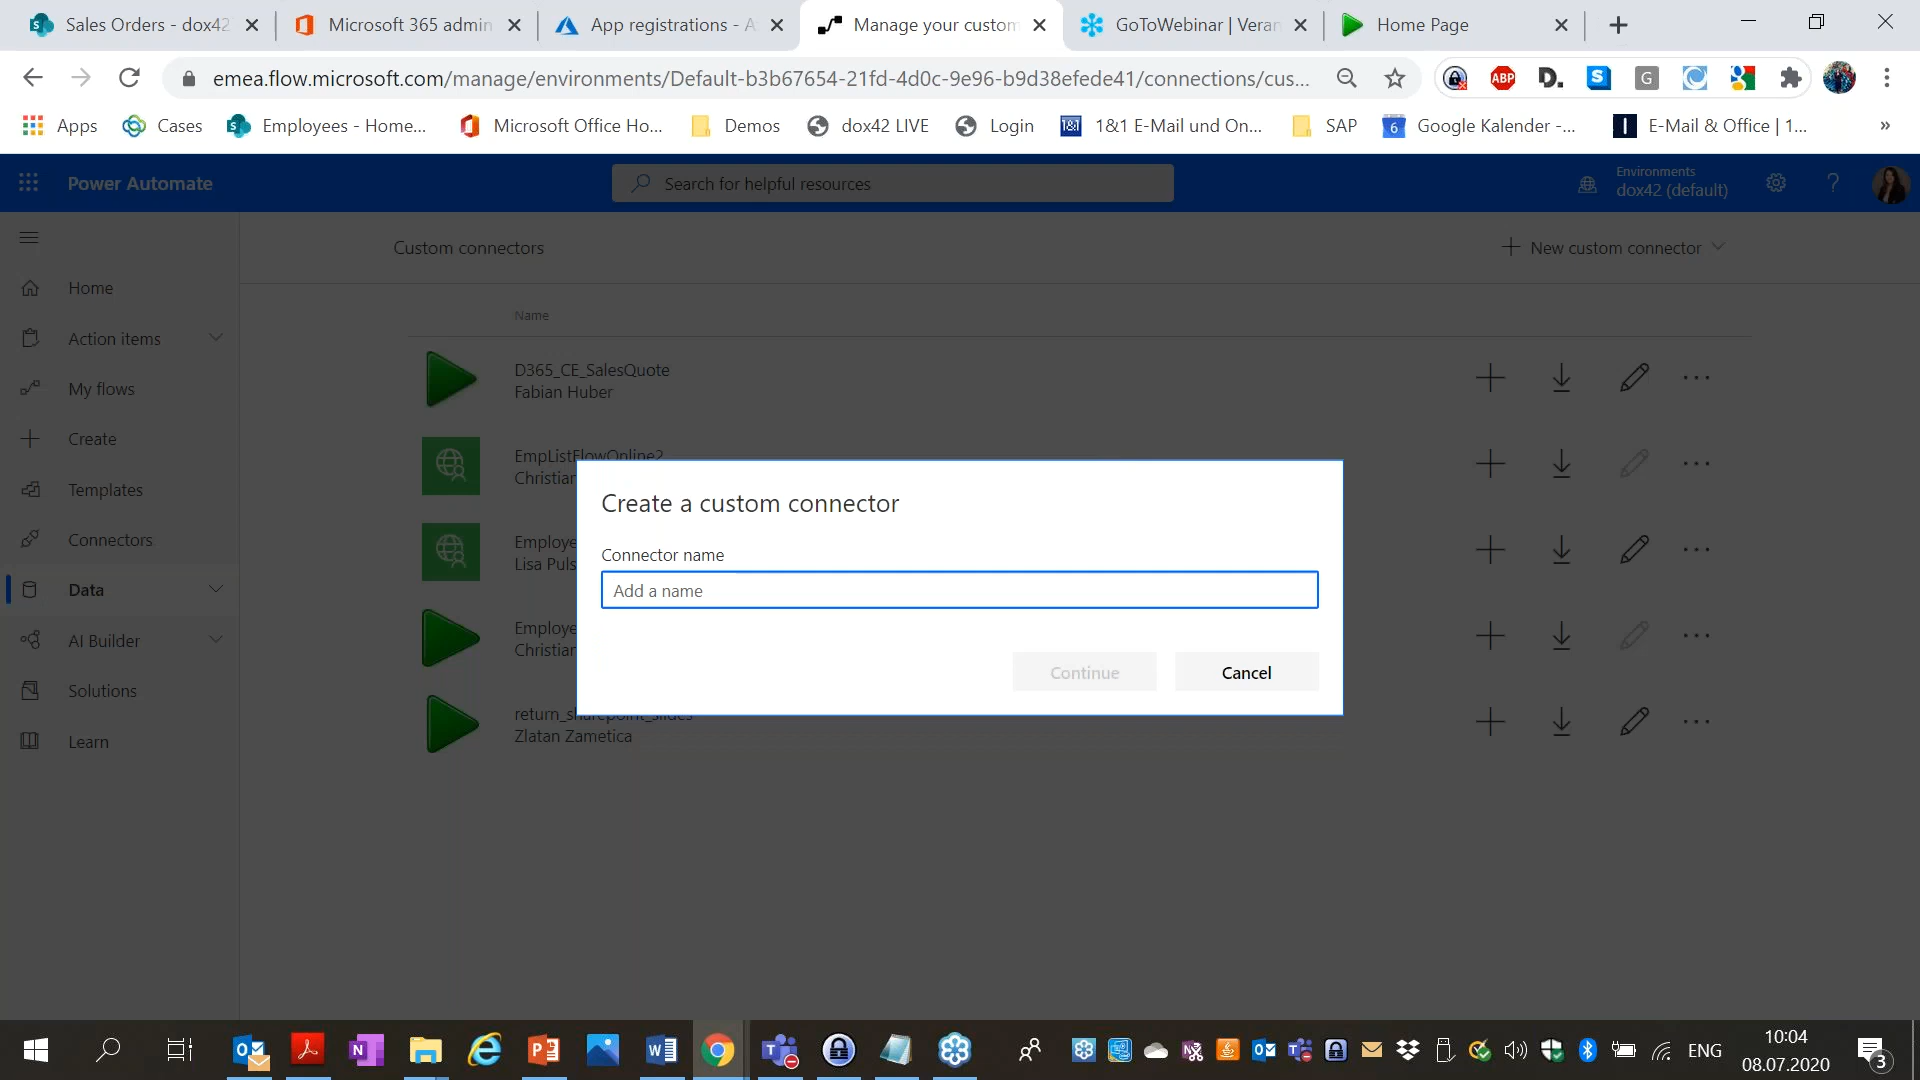 Sales Orders - dox42
Microsoft 365 admin
App registrations - A
Manage your custom
GoToWebinar | Veran
Home Page
emea.flow.microsoft.com/manage/environments/Default-b3b67654-21fd-4d0c-9e96-b9d38efede41/connections/cus...
Apps
Cases
Employees - Home...
Microsoft Office Ho...
Demos
dox42 LIVE
Login
1&1 E-Mail und On...
SAP
Google Kalender -...
E-Mail & Office | 1...
»
Power Automate
Search for helpful resources
Environments
dox42 (default)
Custom connectors
New custom connector
Home
Action items
My flows
Create
Templates
Connectors
Data
AI Builder
Solutions
Learn
Name
D365_CE_SalesQuote
Fabian Huber
EmpListFlowOnline2
Christian
Employe
Lisa Puls
Employe
Christian
return_sharepoint_slides
Zlatan Zametica
Create a custom connector
Connector name
Add a name
Continue
Cancel
ENG
10:04
08.07.2020
3